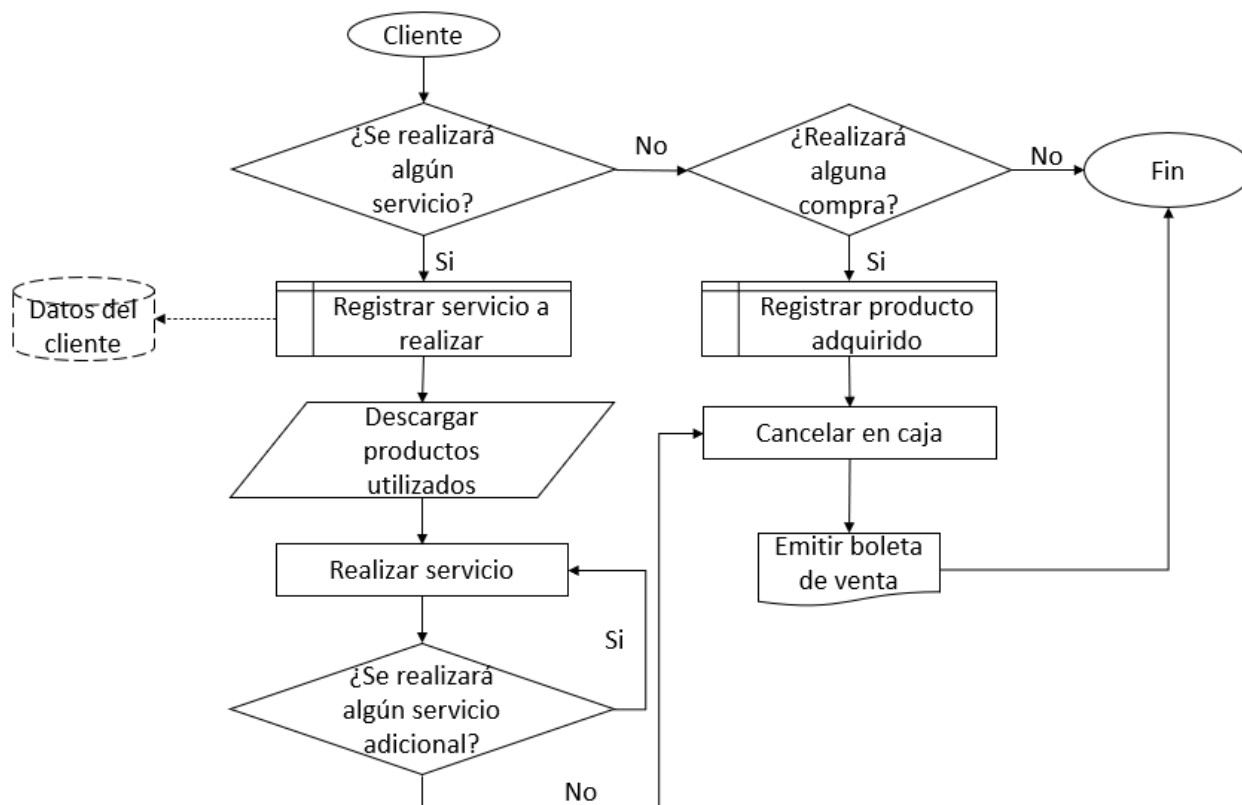 Cliente
¿Se realizará
algún
servicio?
No
¿Realizará
alguna
compra?
No
Fin
Si
Si
Datos del
cliente
Registrar servicio a
realizar
Registrar producto
adquirido
Descargar
productos
utilizados
Cancelar en caja
Realizar servicio
Emitir boleta
de venta
Si
¿Se realizará
algún servicio
adicional?
No